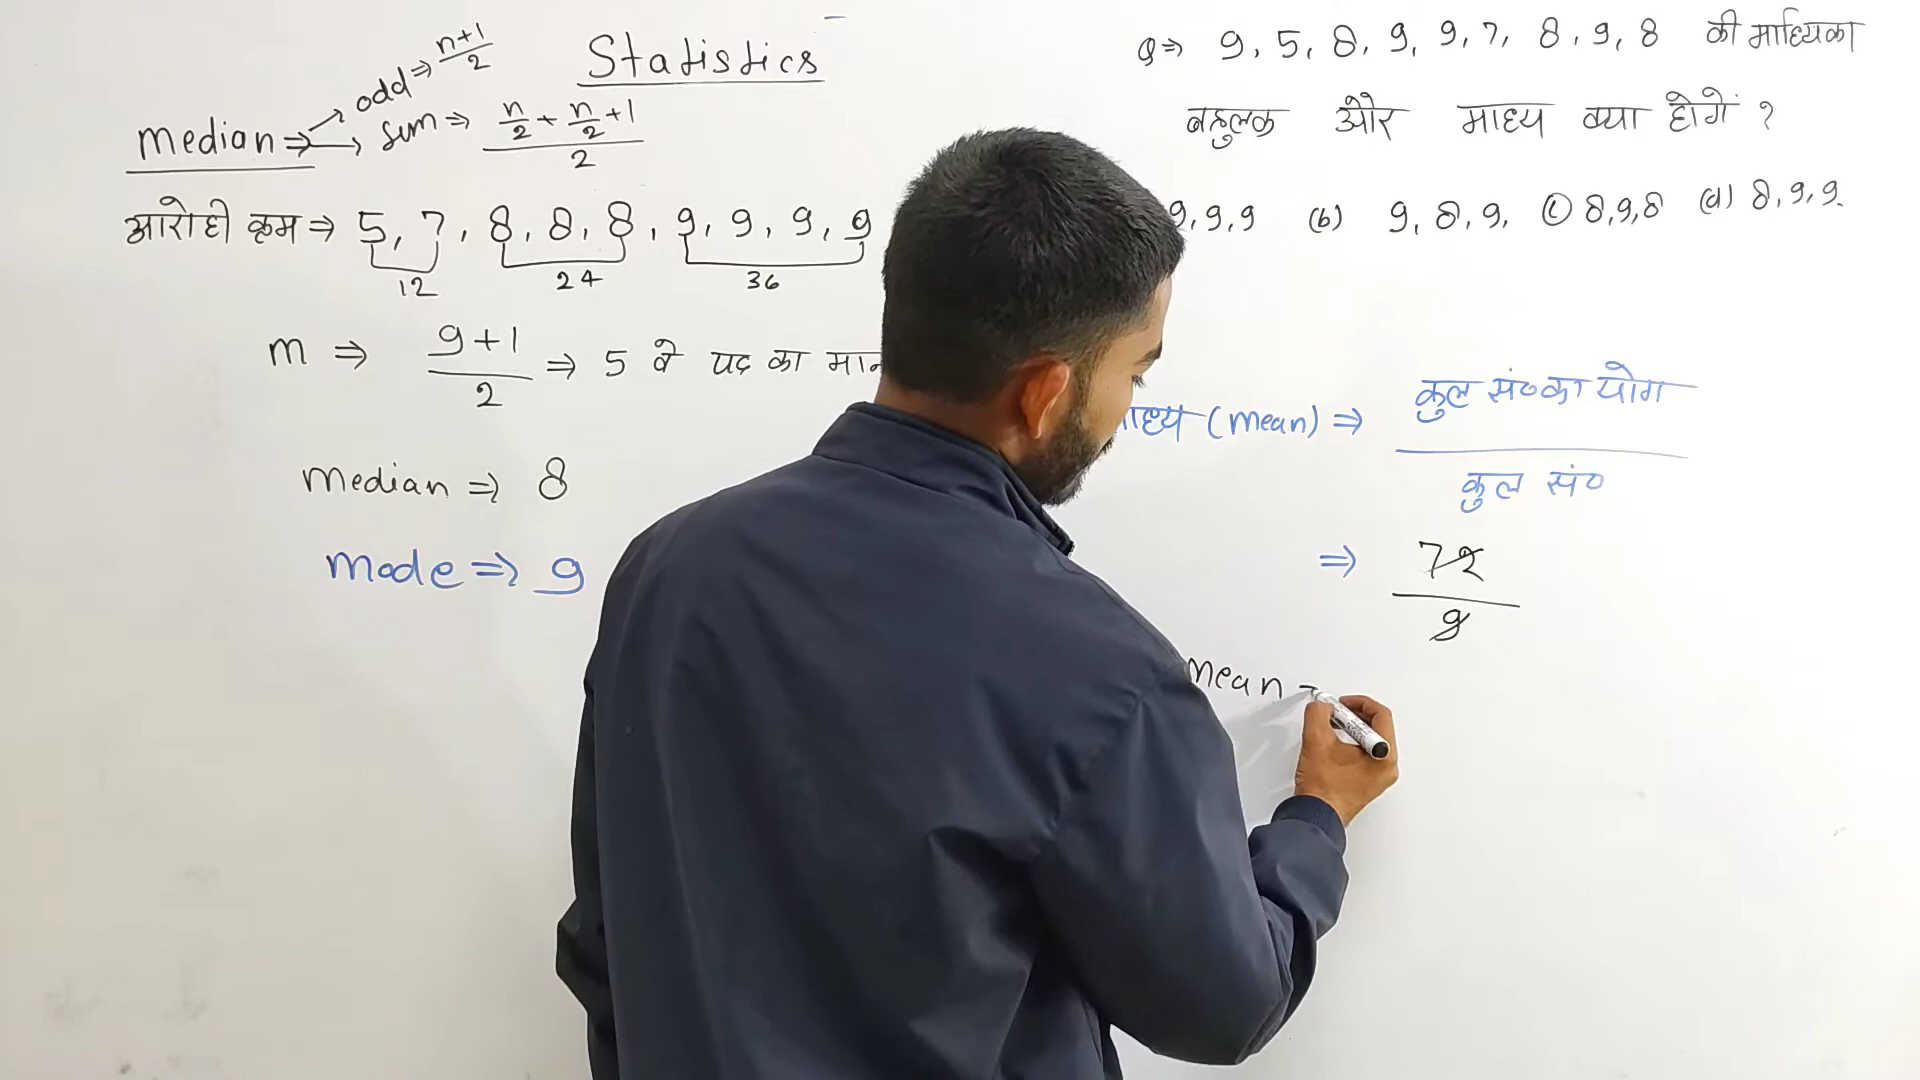 Statistics
Median ⇒ odd ⇒ n+1/2
sum ⇒ n/2 + n/2 + 1 / 2
आरोही क्रम ⇒ 5, 7, 8, 8, 8, 9, 9, 9, 9
12 24 36
m ⇒ 9+1/2 ⇒ 5 वे पद का मान
Median ⇒ 8
Mode ⇒ 9
Q ⇒ 9, 5, 8, 9, 9, 7, 8, 9, 8 की माध्यिका
बहुलक और माध्य क्या होगें ?
9,9,9 (b) 9, 8, 9, (c) 8,9,8 (d) 8,9,9
(Mean) ⇒ कुल सं० का योग / कुल सं०
⇒ 72/9
Mean